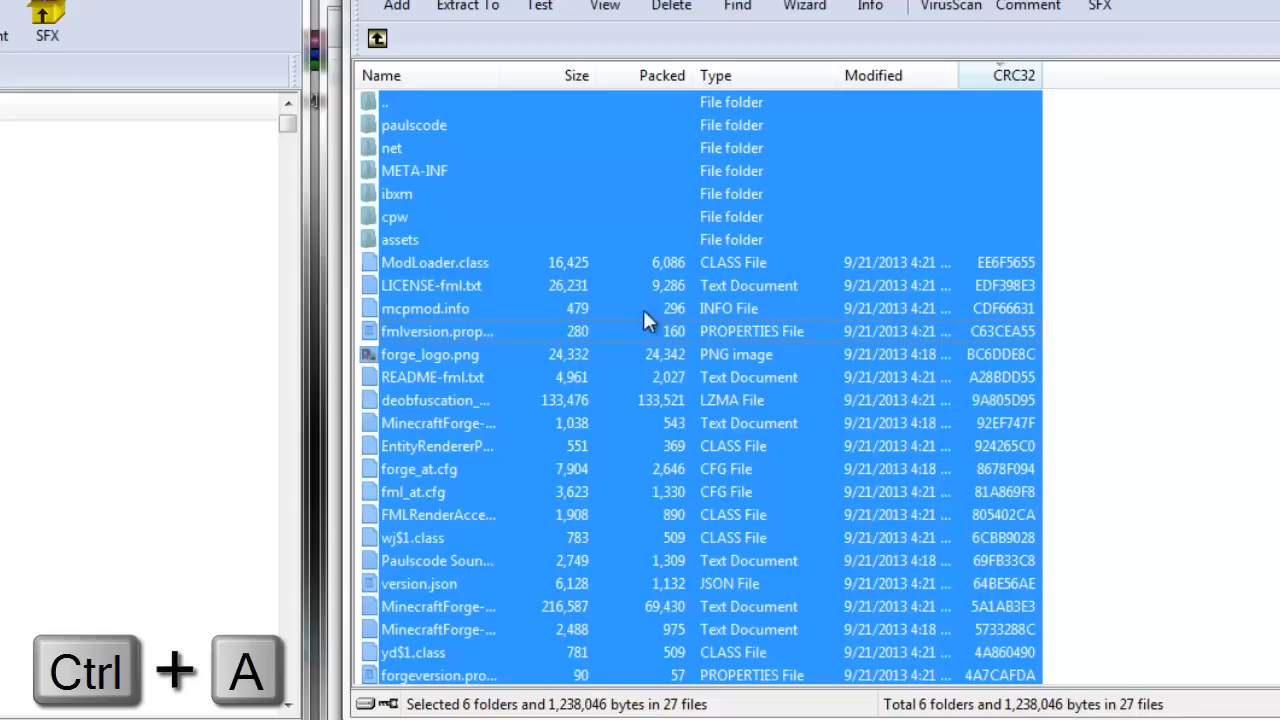 nt SFX
Add Extract To Test View Delete Find Wizard Info VirusScan Comment SFX
Name Size Packed Type Modified CRC32
.. File folder
paulscode File folder
net File folder
META-INF File folder
ibxm File folder
cpw File folder
assets File folder
ModLoader.class 16,425 6,086 CLASS File 9/21/2013 4:21 ... EE6F5655
LICENSE-fml.txt 26,231 9,286 Text Document 9/21/2013 4:21 ... EDF398E3
mcpmod.info 479 296 INFO File 9/21/2013 4:21 ... CDF66631
fmlversion.prop... 280 160 PROPERTIES File 9/21/2013 4:21 ... C63CEA55
forge_logo.png 24,332 24,342 PNG image 9/21/2013 4:18 ... BC6DDE8C
README-fml.txt 4,961 2,027 Text Document 9/21/2013 4:21 ... A28BDD55
deobfuscation_... 133,476 133,521 LZMA File 9/21/2013 4:21 ... 9A805D95
MinecraftForge-... 1,038 543 Text Document 9/21/2013 4:18 ... 92EF747F
EntityRendererP... 551 369 CLASS File 9/21/2013 4:21 ... 924265C0
forge_at.cfg 7,904 2,646 CFG File 9/21/2013 4:18 ... 8678F094
fml_at.cfg 3,623 1,330 CFG File 9/21/2013 4:21 ... 81A869F8
FMLRenderAcce... 1,908 890 CLASS File 9/21/2013 4:21 ... 805402CA
wj$1.class 783 509 CLASS File 9/21/2013 4:21 ... 6CBB9028
Paulscode Soun... 2,749 1,309 Text Document 9/21/2013 4:18 ... 69FB33C8
version.json 6,128 1,132 JSON File 9/21/2013 4:21 ... 64BE56AE
MinecraftForge-... 216,587 69,430 Text Document 9/21/2013 4:21 ... 5A1AB3E3
MinecraftForge-... 2,488 975 Text Document 9/21/2013 4:18 ... 5733288C
yd$1.class 781 509 CLASS File 9/21/2013 4:21 ... 4A860490
forgeversion.pro... 90 57 PROPERTIES File 9/21/2013 4:21 ... 4A7CAFDA
Ctrl + A
Selected 6 folders and 1,238,046 bytes in 27 files Total 6 folders and 1,238,046 bytes in 27 files